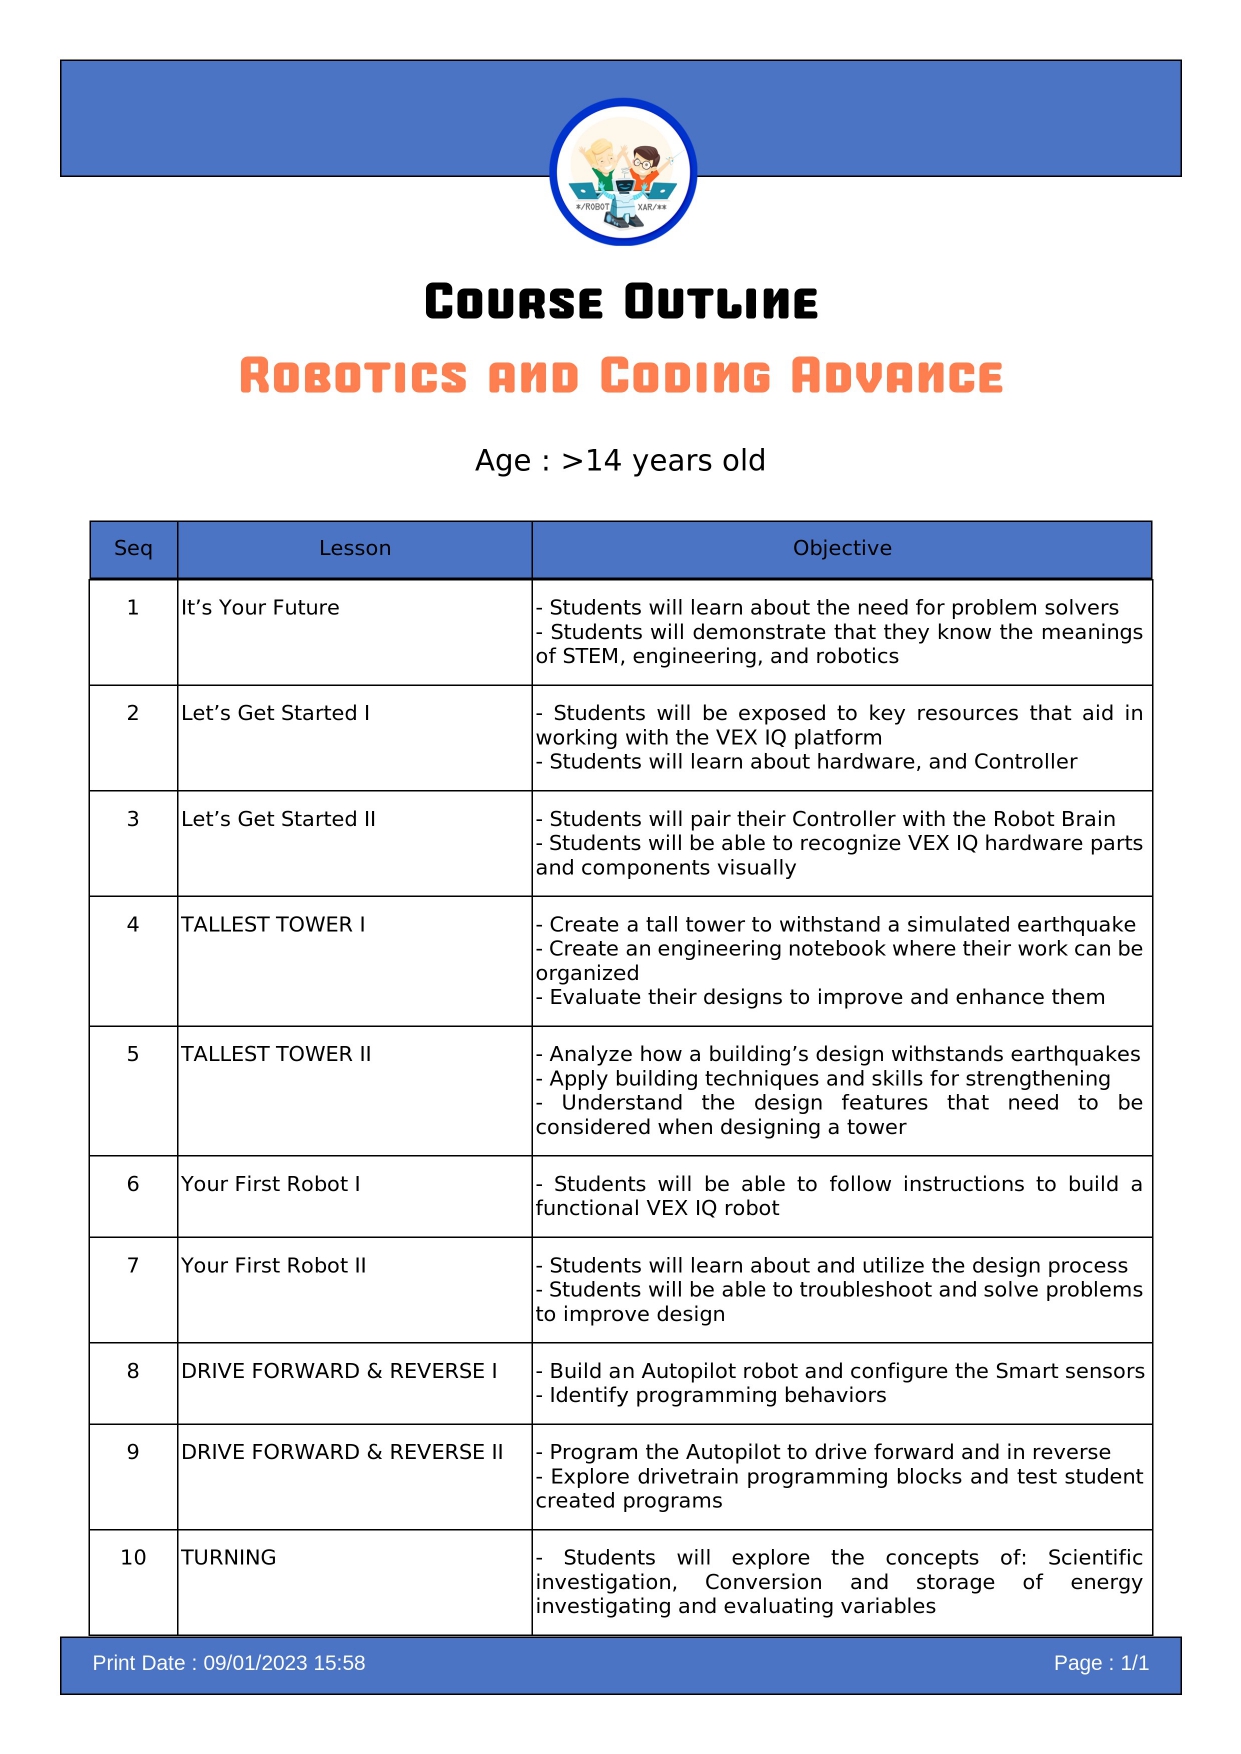 */ROBOT XAR/**
Course Outline
Robotics and Coding Advance
Age : >14 years old
Seq Lesson Objective
1 It’s Your Future - Students will learn about the need for problem solvers
- Students will demonstrate that they know the meanings
of STEM, engineering, and robotics
2 Let’s Get Started I - Students will be exposed to key resources that aid in
working with the VEX IQ platform
- Students will learn about hardware, and Controller
3 Let’s Get Started II - Students will pair their Controller with the Robot Brain
- Students will be able to recognize VEX IQ hardware parts
and components visually
4 TALLEST TOWER I - Create a tall tower to withstand a simulated earthquake
- Create an engineering notebook where their work can be
organized
- Evaluate their designs to improve and enhance them
5 TALLEST TOWER II - Analyze how a building’s design withstands earthquakes
- Apply building techniques and skills for strengthening
- Understand the design features that need to be
considered when designing a tower
6 Your First Robot I - Students will be able to follow instructions to build a
functional VEX IQ robot
7 Your First Robot II - Students will learn about and utilize the design process
- Students will be able to troubleshoot and solve problems
to improve design
8 DRIVE FORWARD & REVERSE I - Build an Autopilot robot and configure the Smart sensors
- Identify programming behaviors
9 DRIVE FORWARD & REVERSE II - Program the Autopilot to drive forward and in reverse
- Explore drivetrain programming blocks and test student
created programs
10 TURNING - Students will explore the concepts of: Scientific
investigation, Conversion and storage of energy
investigating and evaluating variables
Print Date : 09/01/2023 15:58 Page : 1/1